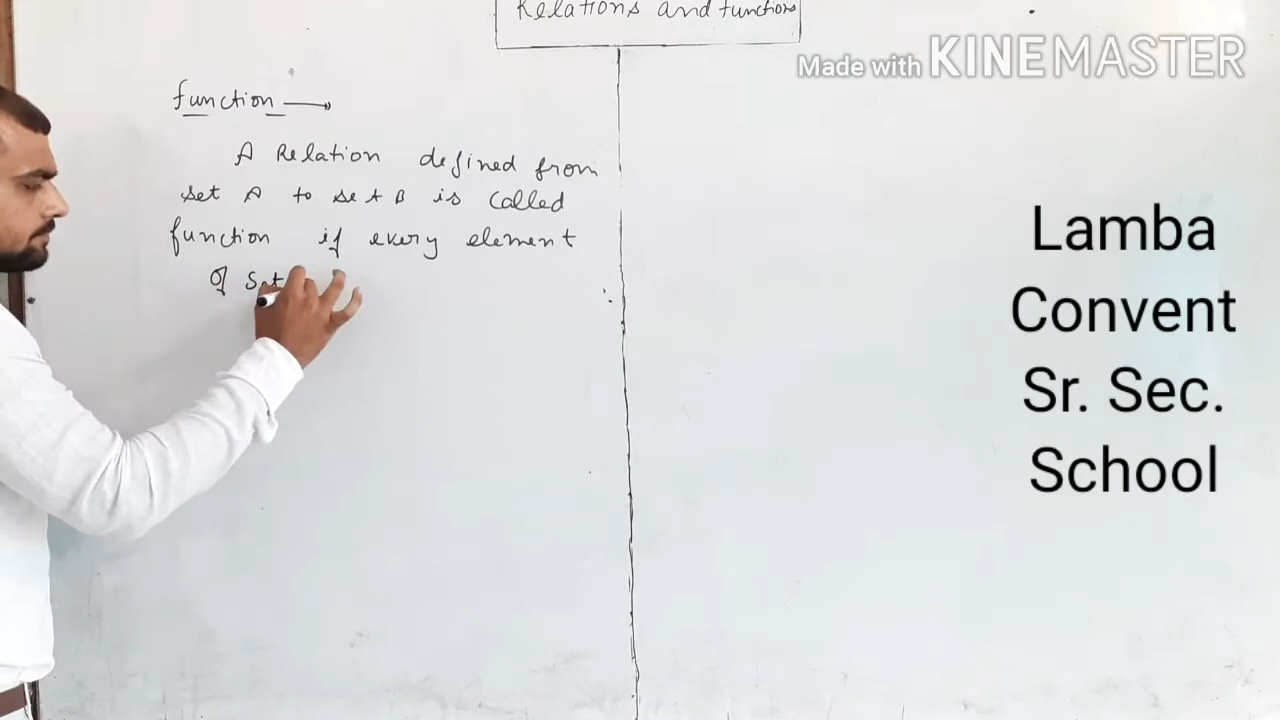 Relations and functions
Made with KINEMASTER
function
A Relation defined from
set A to set B is called
function if every element
of Set
Lamba
Convent
Sr. Sec.
School